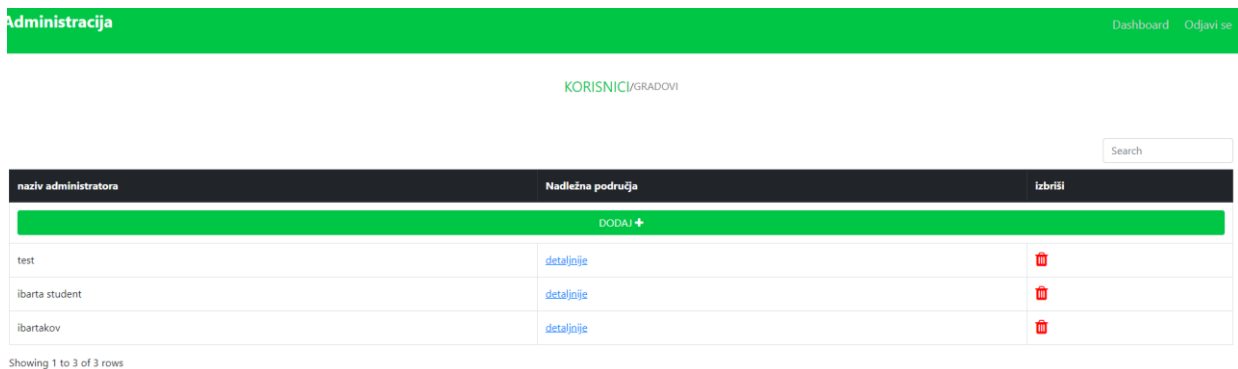 Administracija Dashboard Odjavi se
KORISNICI/GRADOVI
Search
naziv administratora Nadležna područja izbriši
DODAJ +
test detaljnije
ibarta student detaljnije
ibartakov detaljnije
Showing 1 to 3 of 3 rows